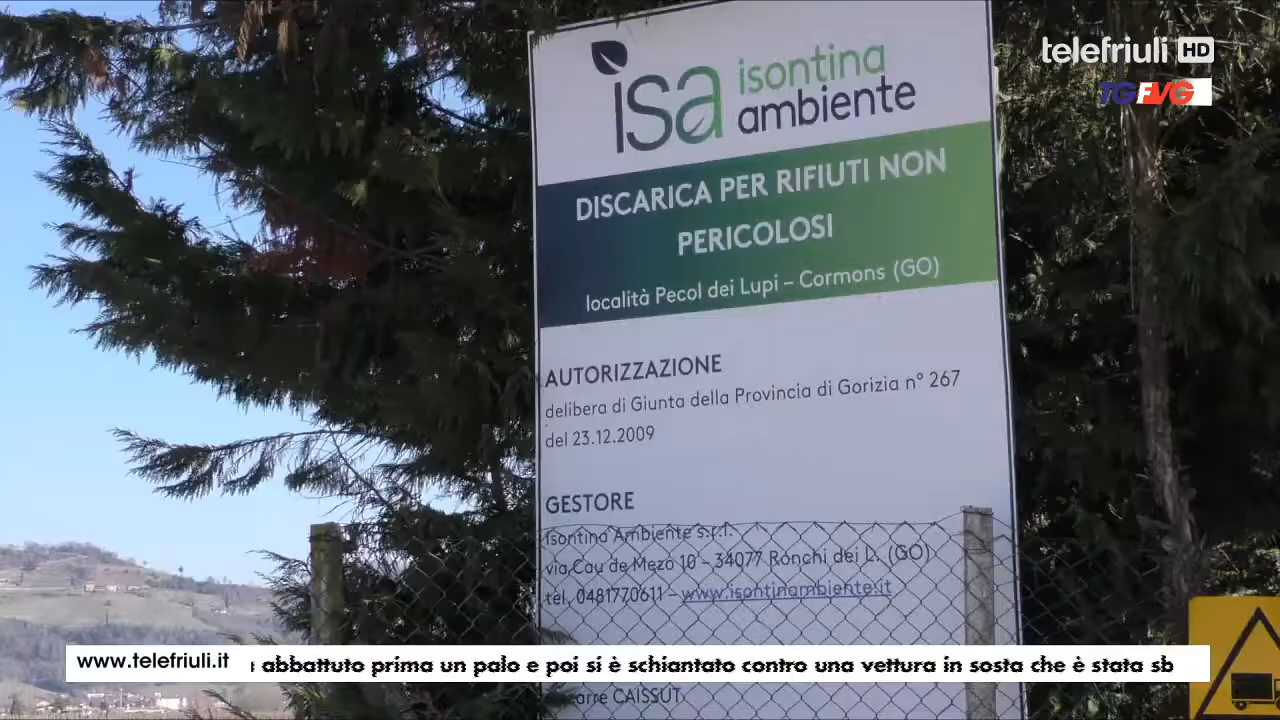 telefriuli HD
TGFVG
isa isontina
ambiente
DISCARICA PER RIFIUTI NON
PERICOLOSI
località Pecol dei Lupi – Cormons (GO)
AUTORIZZAZIONE
delibera di Giunta della Provincia di Gorizia n° 267
del 23.12.2009
GESTORE
Isontina Ambiente s.r.l.
via Cau de Mezo 10 – 34077 Ronchi dei L. (GO)
tel. 0481770611 – www.isontinambiente.it
www.telefriuli.it abbattuto prima un palo e poi si è schiantato contro una vettura in sosta che è stata sb
CAISSUT